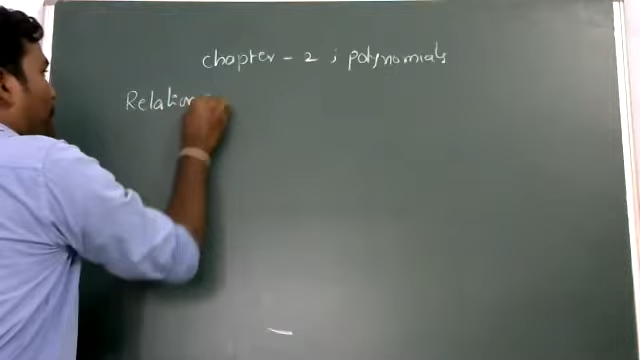 chapter - 2 ; polynomials
Relation